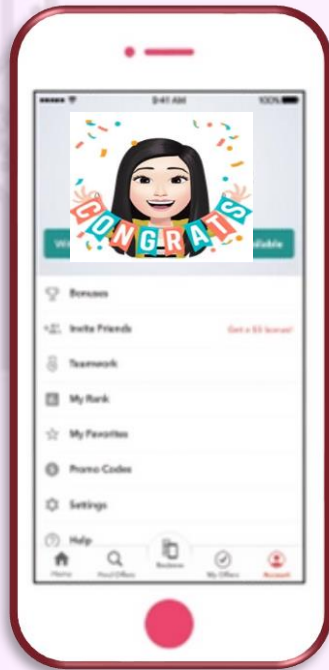 9:41 AM 100%
CONGRATS
Bonuses
Invite Friends Get a $5 bonus!
Teamwork
My Rank
My Favorites
Promo Codes
Settings
Help
Home Find Offers Redeem My Offers Account